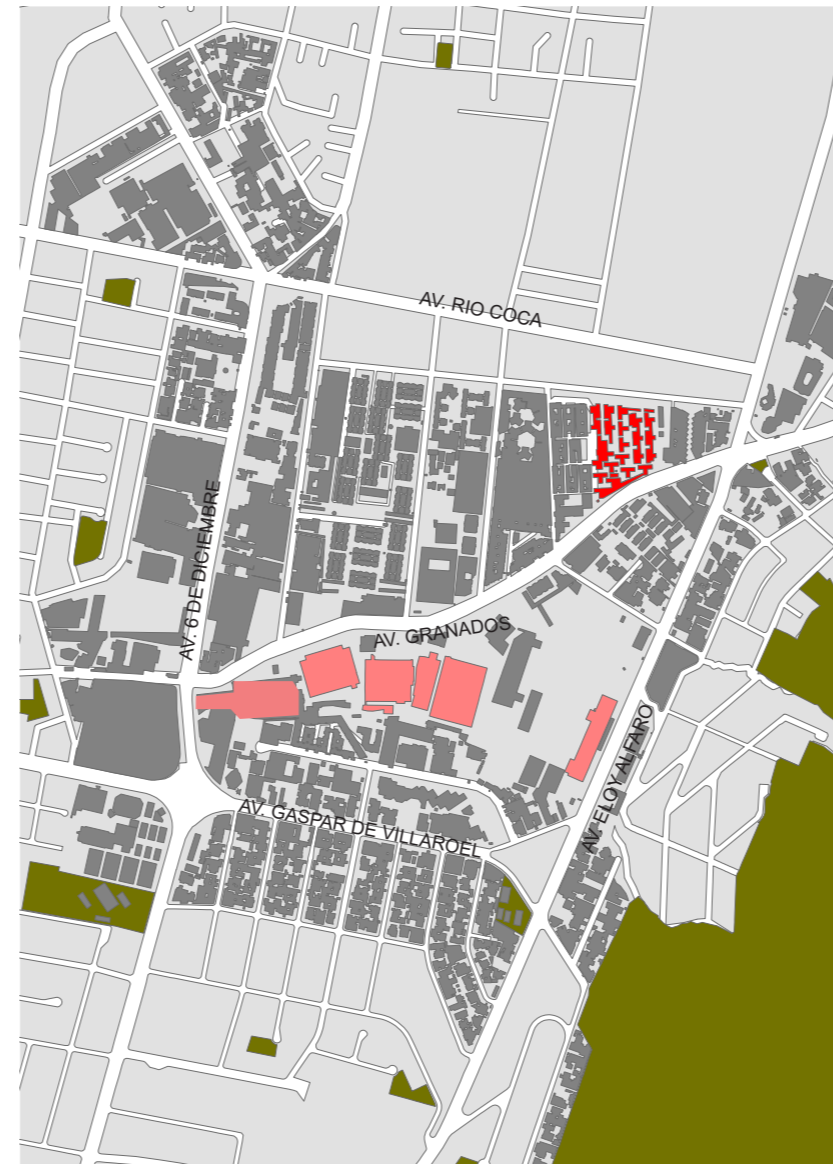 AV. RIO COCA
AV. 6 DE DICIEMBRE
AV. GRANADOS
AV. ELOY ALFARO
AV. GASPAR DE VILLAROEL